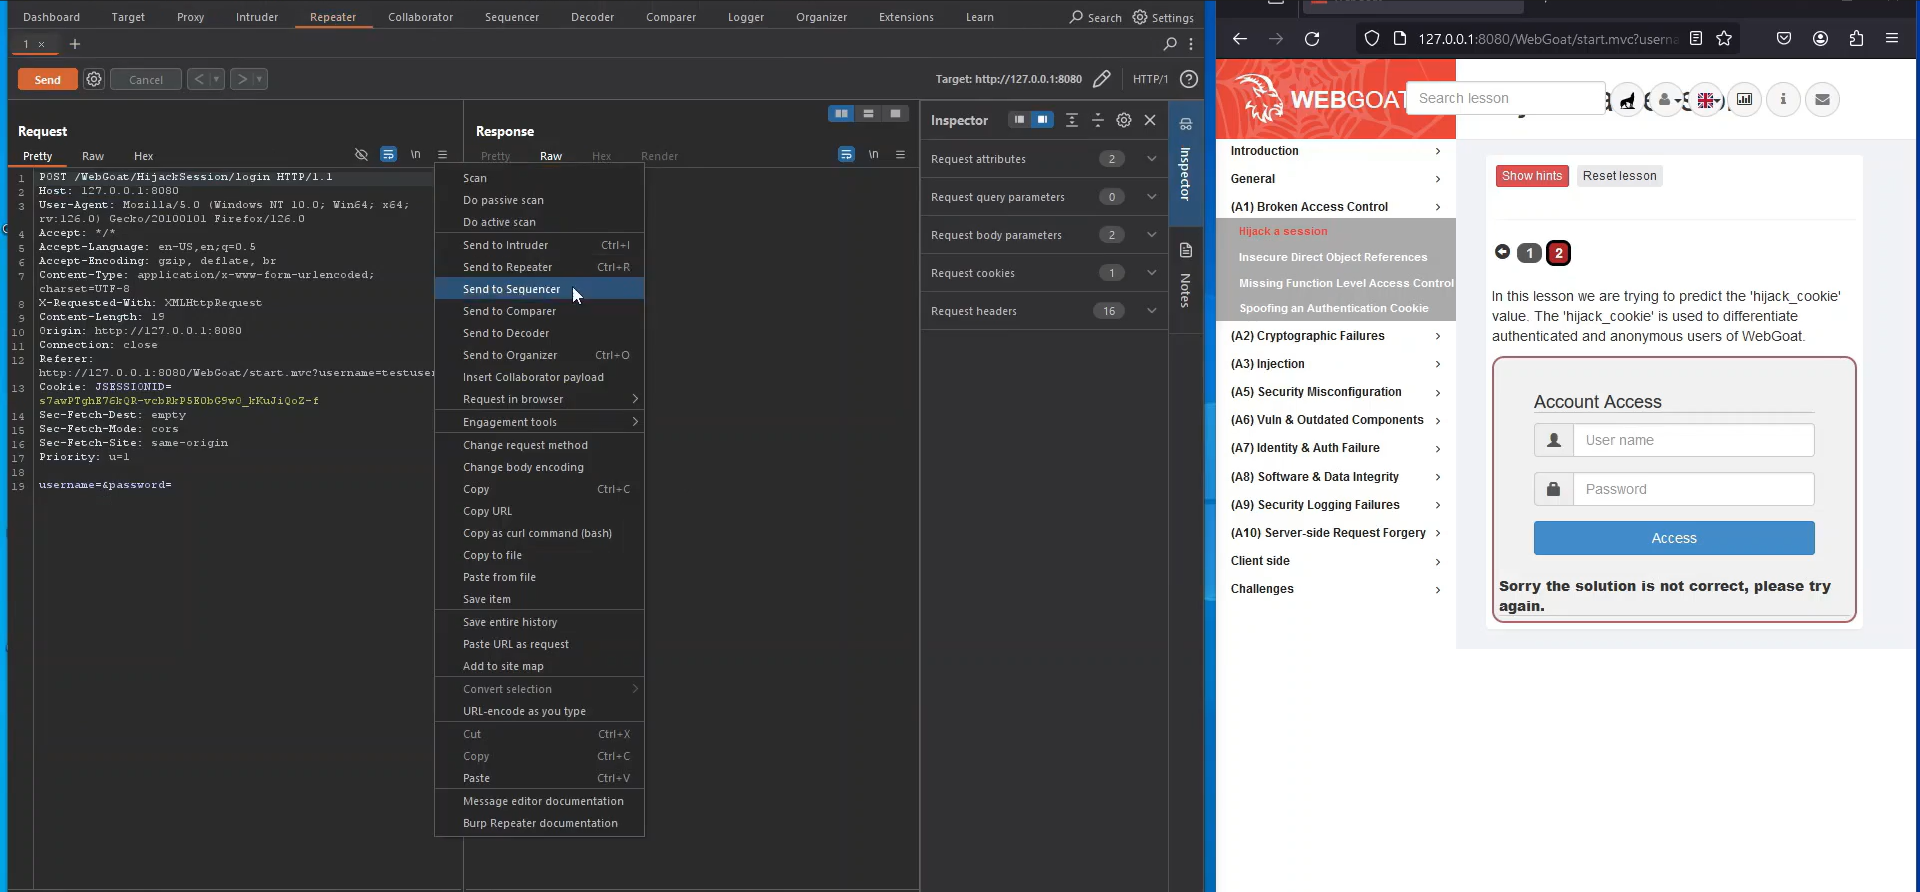 Dashboard Target Proxy Intruder Repeater Collaborator Sequencer Decoder Comparer Logger Organizer Extensions Learn Search Settings
1 × +
Send Cancel < > Target: http://127.0.0.1:8080 HTTP/1 ?
Request
Pretty Raw Hex \n
1 POST /WebGoat/HijackSession/login HTTP/1.1
2 Host: 127.0.0.1:8080
3 User-Agent: Mozilla/5.0 (Windows NT 10.0; Win64; x64;
rv:126.0) Gecko/20100101 Firefox/126.0
4 Accept: */*
5 Accept-Language: en-US,en;q=0.5
6 Accept-Encoding: gzip, deflate, br
7 Content-Type: application/x-www-form-urlencoded;
charset=UTF-8
8 X-Requested-With: XMLHttpRequest
9 Content-Length: 19
10 Origin: http://127.0.0.1:8080
11 Connection: close
12 Referer:
http://127.0.0.1:8080/WebGoat/start.mvc?username=testuser
13 Cookie: JSESSIONID=
s7awPTghE76kQR-vcbRkP5E0bG9w0_kKuJiQoZ-f
14 Sec-Fetch-Dest: empty
15 Sec-Fetch-Mode: cors
16 Sec-Fetch-Site: same-origin
17 Priority: u=1
18
19 username=&password=
Response
Pretty Raw Hex Render \n
Scan
Do passive scan
Do active scan
Send to Intruder Ctrl+I
Send to Repeater Ctrl+R
Send to Sequencer
Send to Comparer
Send to Decoder
Send to Organizer Ctrl+O
Insert Collaborator payload
Request in browser
Engagement tools
Change request method
Change body encoding
Copy Ctrl+C
Copy URL
Copy as curl command (bash)
Copy to file
Paste from file
Save item
Save entire history
Paste URL as request
Add to site map
Convert selection
URL-encode as you type
Cut Ctrl+X
Copy Ctrl+C
Paste Ctrl+V
Message editor documentation
Burp Repeater documentation
Inspector
Request attributes 2
Request query parameters 0
Request body parameters 2
Request cookies 1
Request headers 16
Inspector
Notes
127.0.0.1:8080/WebGoat/start.mvc?userna
WEBGOAT
Search lesson
Introduction
General
(A1) Broken Access Control
Hijack a session
Insecure Direct Object References
Missing Function Level Access Control
Spoofing an Authentication Cookie
(A2) Cryptographic Failures
(A3) Injection
(A5) Security Misconfiguration
(A6) Vuln & Outdated Components
(A7) Identity & Auth Failure
(A8) Software & Data Integrity
(A9) Security Logging Failures
(A10) Server-side Request Forgery
Client side
Challenges
Show hints Reset lesson
1 2
In this lesson we are trying to predict the 'hijack_cookie'
value. The 'hijack_cookie' is used to differentiate
authenticated and anonymous users of WebGoat.
Account Access
User name
Password
Access
Sorry the solution is not correct, please try
again.